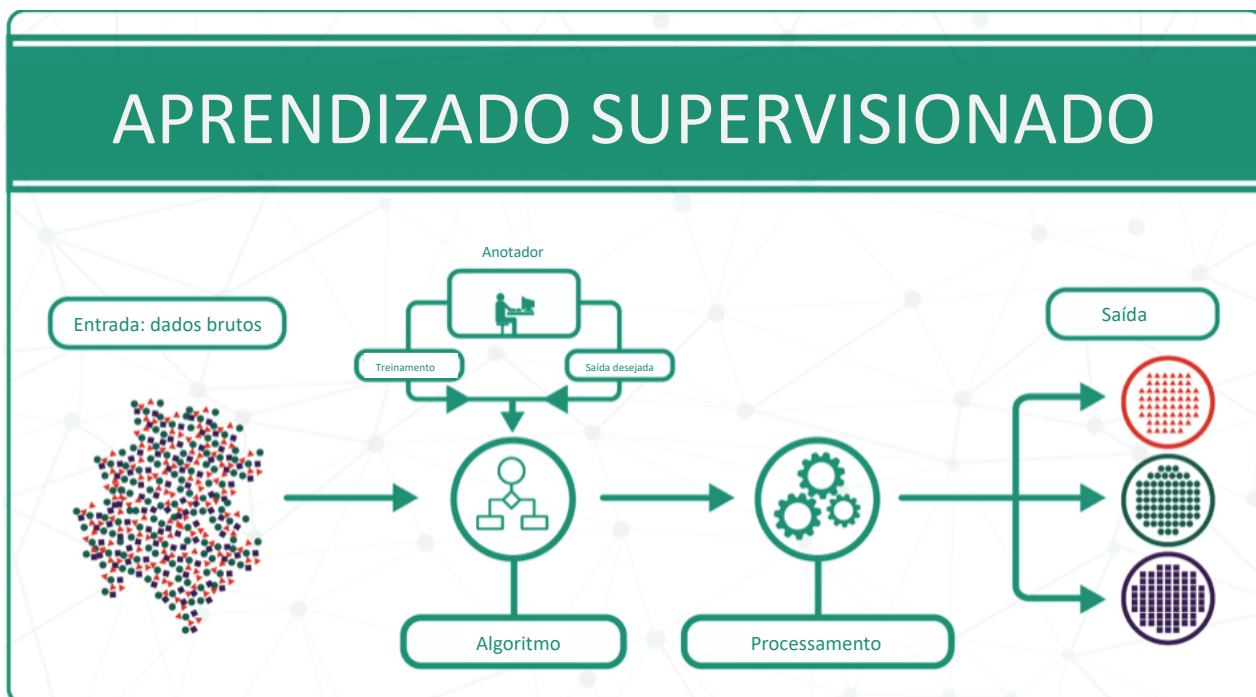 APRENDIZADO SUPERVISIONADO
Anotador
Entrada: dados brutos
Saída
Treinamento
Saída desejada
Algoritmo
Processamento